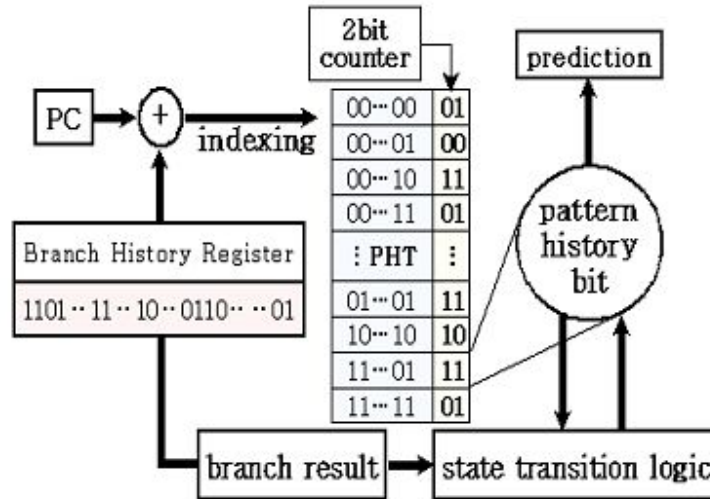 2bit
counter
prediction
PC
+
indexing
00···00 01
00···01 00
00···10 11
00···11 01
⋮ PHT ⋮
01···01 11
10···10 10
11···01 11
11···11 01
pattern
history
bit
Branch History Register
1101··11··10··0110·· ··01
branch result
state transition logic